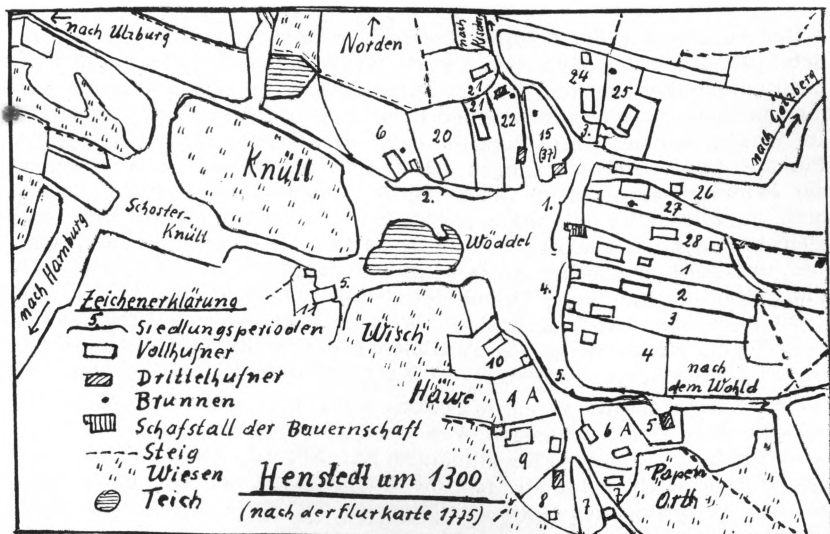 nach Ulzburg
Norden
nach
24
25
3.
nach Götzberg
21
21
22
15
(37)
6
20
2.
Knüll
Schoster-
Knüll
nach Hamburg
Wöddel
1.
26
27
28
1
4.
2
3
4
5.
Wisch
10
Häwe
4 A
5.
nach
dem Wohld
6 A
5
9
8
7
7
Papen
Orth
Zeichenerklärung
5. Siedlungsperioden
Vollhufner
Drittelhufner
Brunnen
Schafstall der Bauernschaft
Steig
Wiesen
Teich
Henstedt um 1300
(nach der Flurkarte 1775)